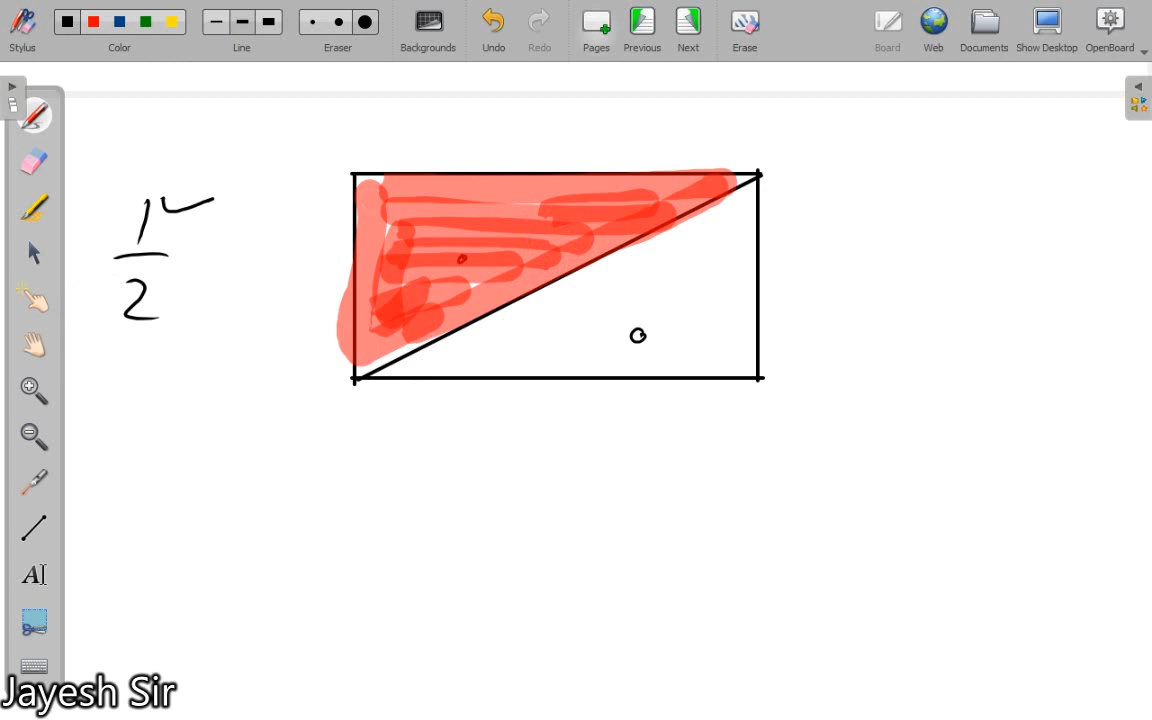 Stylus
Color
Line
Eraser
Backgrounds
Undo
Redo
Pages
Previous
Next
Erase
Board
Web
Documents
Show Desktop
OpenBoard
1
2
AI
Jayesh Sir